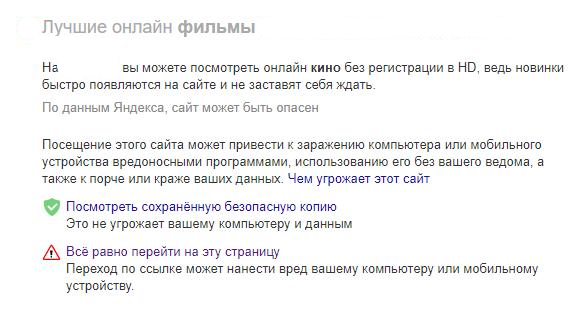 Лучшие онлайн фильмы
На вы можете посмотреть онлайн кино без регистрации в HD, ведь новинки
быстро появляются на сайте и не заставят себя ждать.
По данным Яндекса, сайт может быть опасен
Посещение этого сайта может привести к заражению компьютера или мобильного
устройства вредоносными программами, использованию его без вашего ведома, а
также к порче или краже ваших данных. Чем угрожает этот сайт
Посмотреть сохранённую безопасную копию
Это не угрожает вашему компьютеру и данным
Всё равно перейти на эту страницу
Переход по ссылке может нанести вред вашему компьютеру или мобильному
устройству.